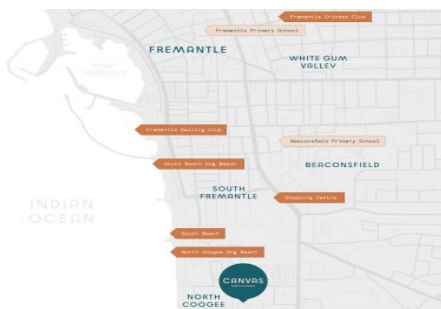 Fremantle Cricket Club
Fremantle Primary School
FREMANTLE
WHITE GUM
VALLEY
Fremantle Sailing Club
Beaconsfield Primary School
South Beach Dog Beach
BEACONSFIELD
SOUTH
FREMANTLE
Shopping Centre
INDIAN
OCEAN
South Beach
North Coogee Dog Beach
CANVAS
NORTH
COOGEE